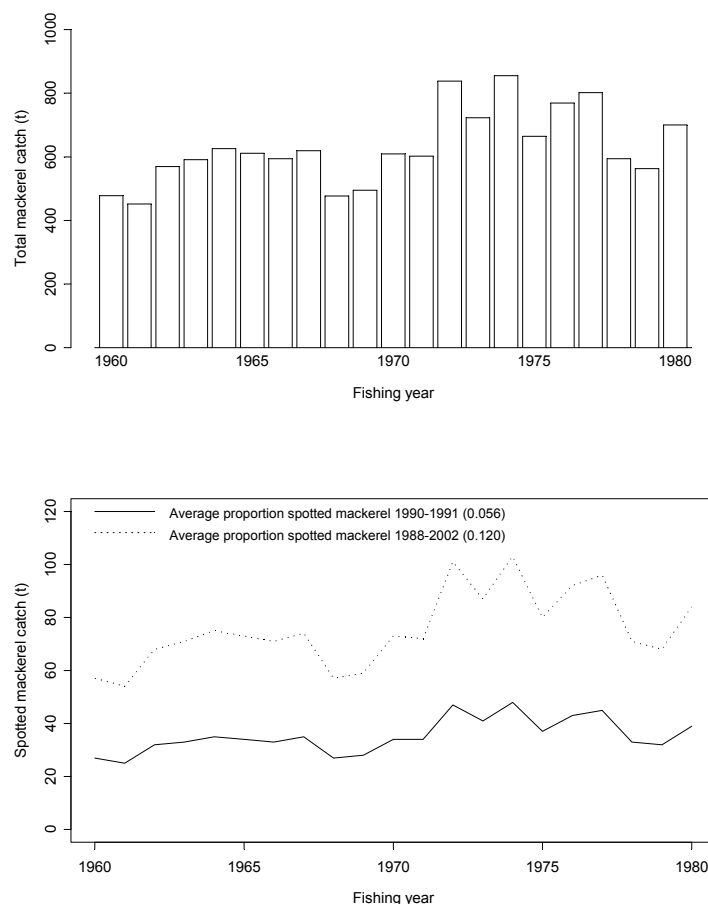 Total mackerel catch (t)
1000
800
600
400
200
0
1960 1965 1970 1975 1980
Fishing year
Spotted mackerel catch (t)
120
100
80
60
40
20
0
Average proportion spotted mackerel 1990-1991 (0.056)
Average proportion spotted mackerel 1988-2002 (0.120)
1960 1965 1970 1975 1980
Fishing year